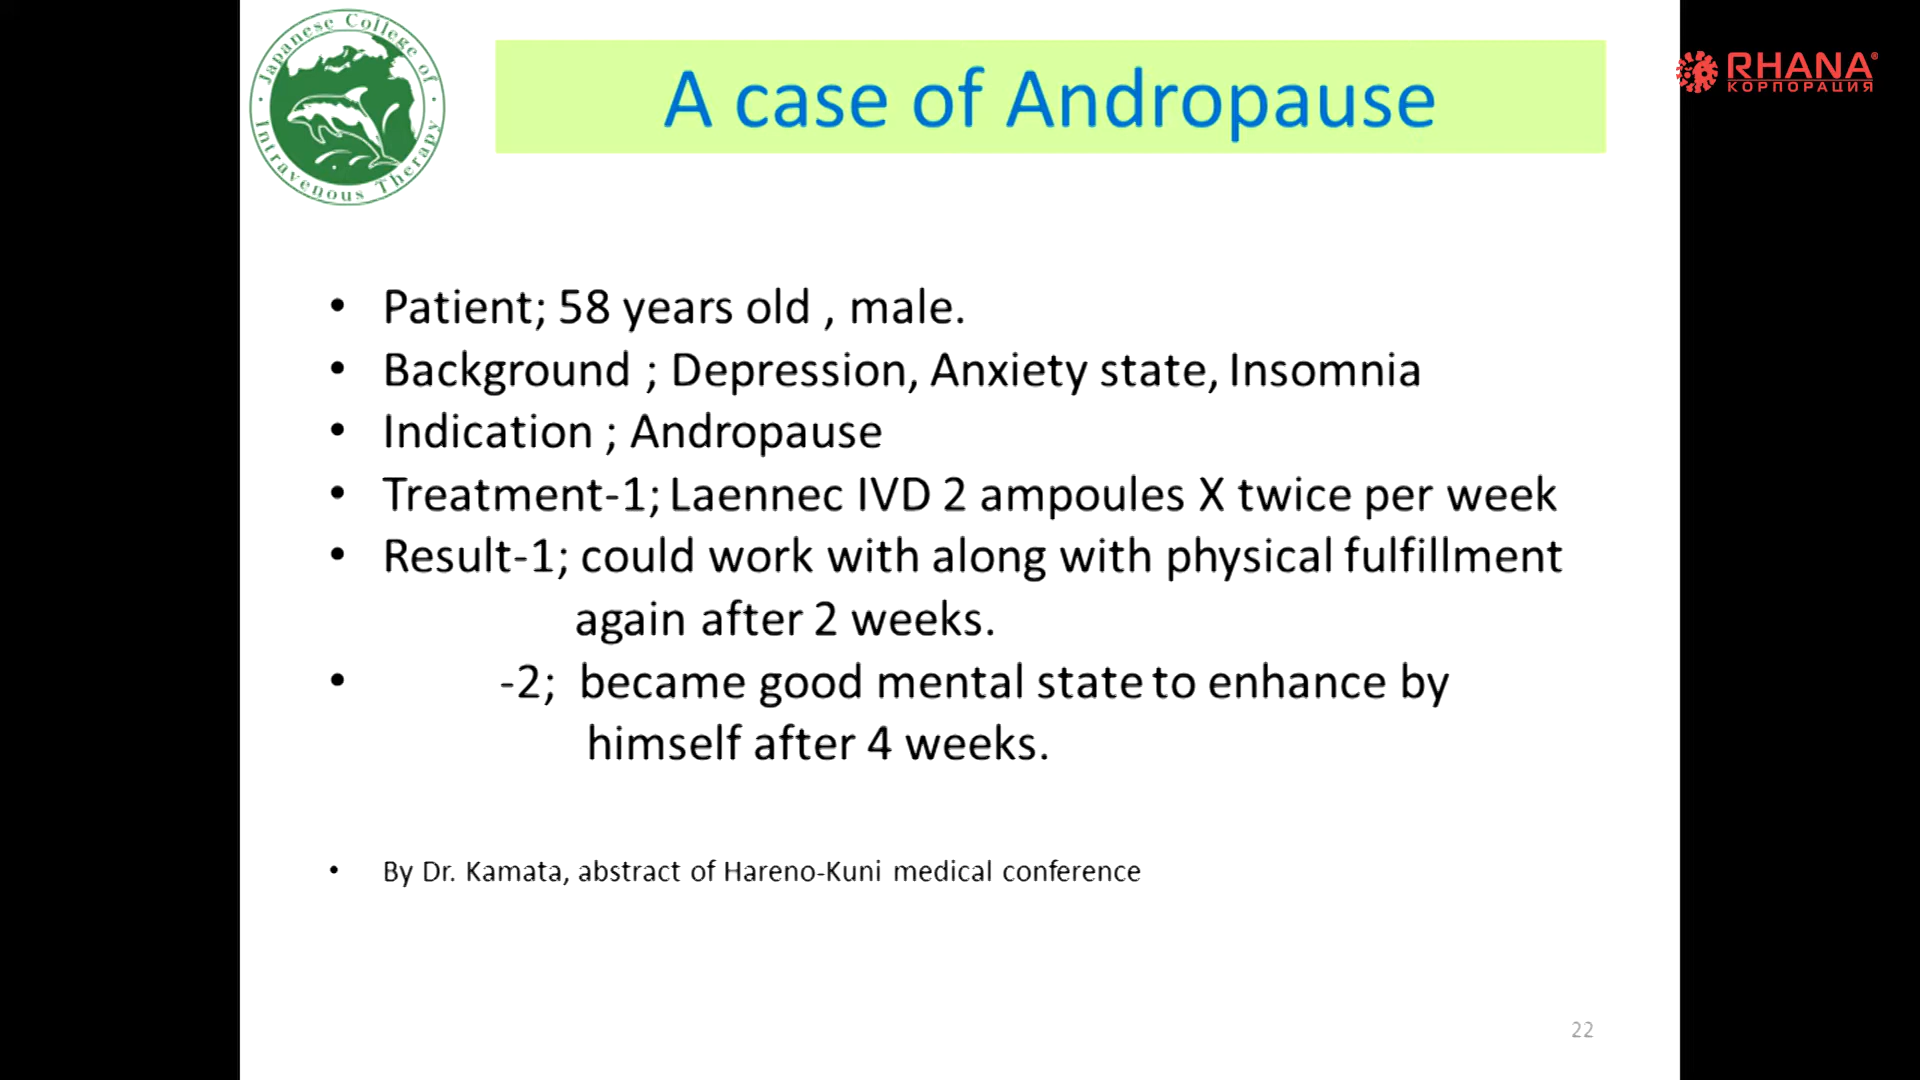 Japanese College of
Intravenous Therapy
A case of Andropause
RHANA®
КОРПОРАЦИЯ
• Patient; 58 years old , male.
• Background ; Depression, Anxiety state, Insomnia
• Indication ; Andropause
• Treatment-1; Laennec IVD 2 ampoules X twice per week
• Result-1; could work with along with physical fulfillment
again after 2 weeks.
• -2; became good mental state to enhance by
himself after 4 weeks.
• By Dr. Kamata, abstract of Hareno-Kuni medical conference
22